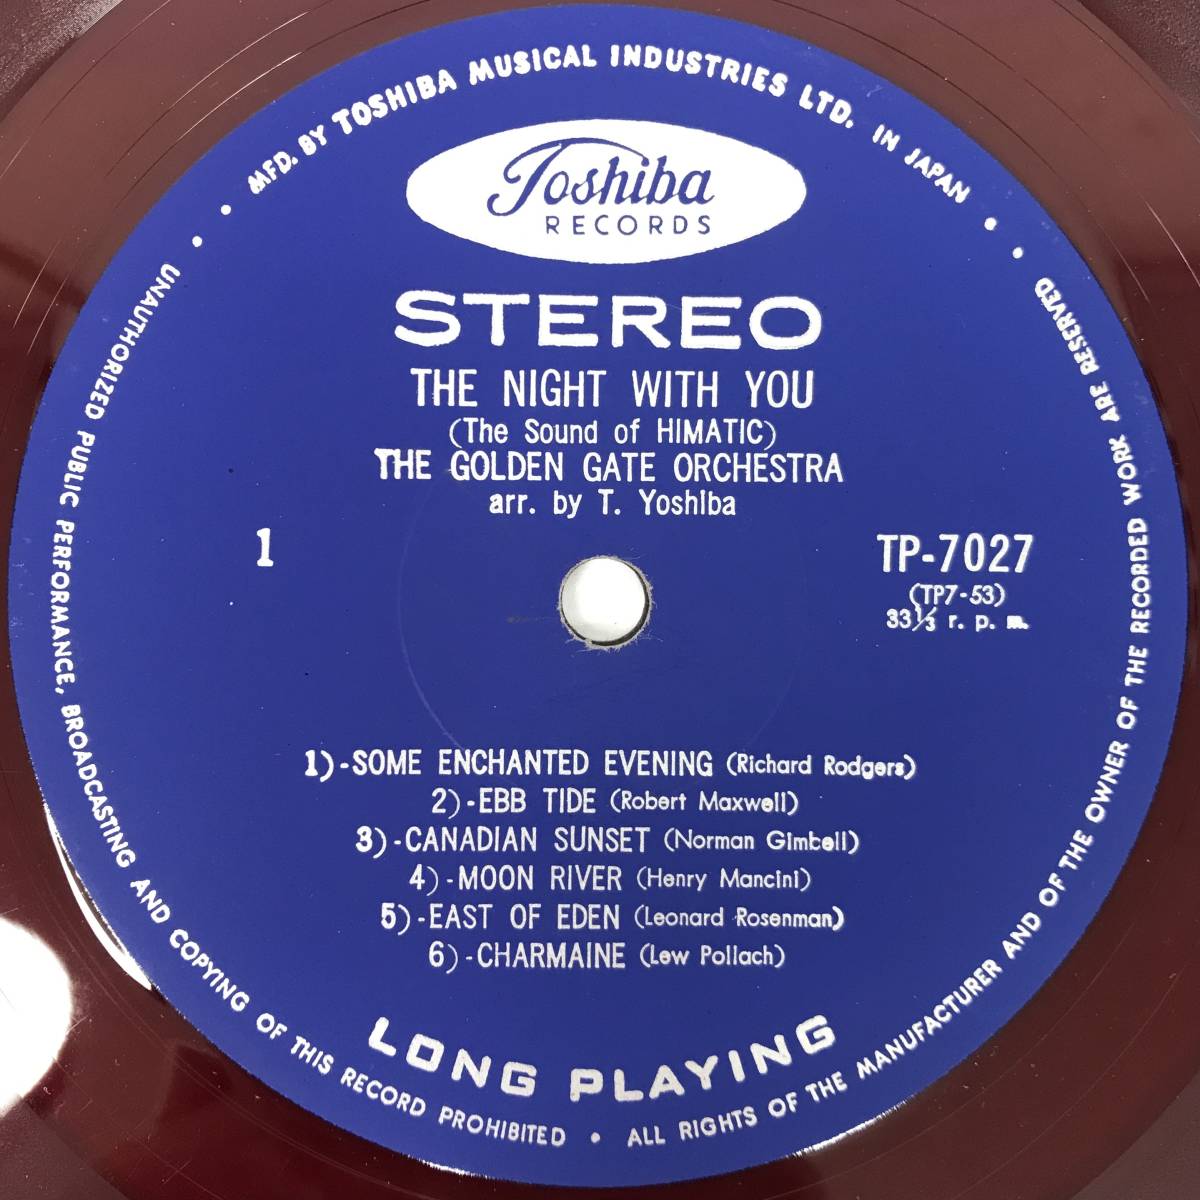 MFD. BY TOSHIBA MUSICAL INDUSTRIES LTD. IN JAPAN
Toshiba
RECORDS
STEREO
THE NIGHT WITH YOU
(The Sound of HIMATIC)
THE GOLDEN GATE ORCHESTRA
arr. by T. Yoshiba
1
TP-7027
(TP7-53)
33⅓ r. p. m.
1)-SOME ENCHANTED EVENING (Richard Rodgers)
2)-EBB TIDE (Robert Maxwell)
3)-CANADIAN SUNSET (Norman Gimbell)
4)-MOON RIVER (Henry Mancini)
5)-EAST OF EDEN (Leonard Rosenman)
6)-CHARMAINE (Lew Pollach)
LONG PLAYING
UNAUTHORIZED PUBLIC PERFORMANCE, BROADCASTING AND COPYING OF THIS RECORD PROHIBITED • ALL RIGHTS OF THE MANUFACTURER AND OF THE OWNER OF THE RECORDED WORK ARE RESERVED